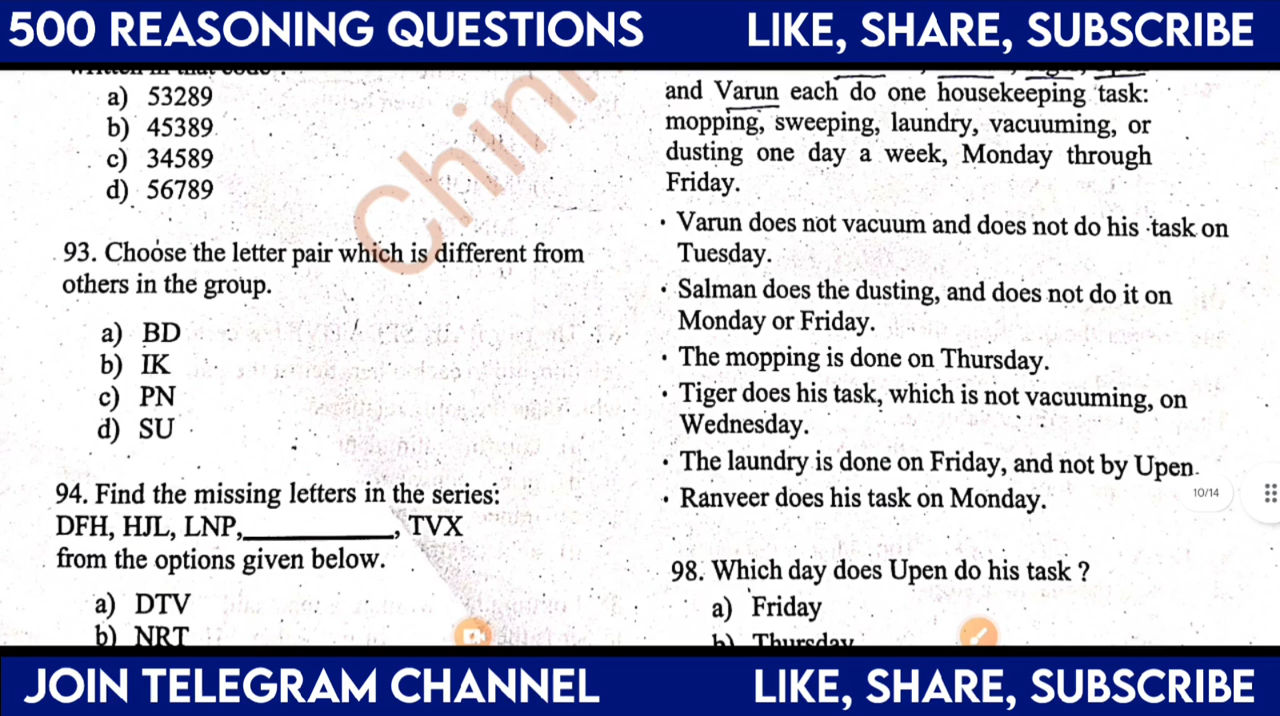 500 REASONING QUESTIONS
LIKE, SHARE, SUBSCRIBE
written in that code ?
a) 53289
b) 45389
c) 34589
d) 56789
93. Choose the letter pair which is different from
others in the group.
a) BD
b) IK
c) PN
d) SU
94. Find the missing letters in the series:
DFH, HJL, LNP,____________, TVX
from the options given below.
a) DTV
b) NRT
Chini
and Varun each do one housekeeping task:
mopping, sweeping, laundry, vacuuming, or
dusting one day a week, Monday through
Friday.
· Varun does not vacuum and does not do his task on
Tuesday.
· Salman does the dusting, and does not do it on
Monday or Friday.
· The mopping is done on Thursday.
· Tiger does his task, which is not vacuuming, on
Wednesday.
· The laundry is done on Friday, and not by Upen.
· Ranveer does his task on Monday.
10/14
98. Which day does Upen do his task ?
a) Friday
b) Thursday
JOIN TELEGRAM CHANNEL
LIKE, SHARE, SUBSCRIBE